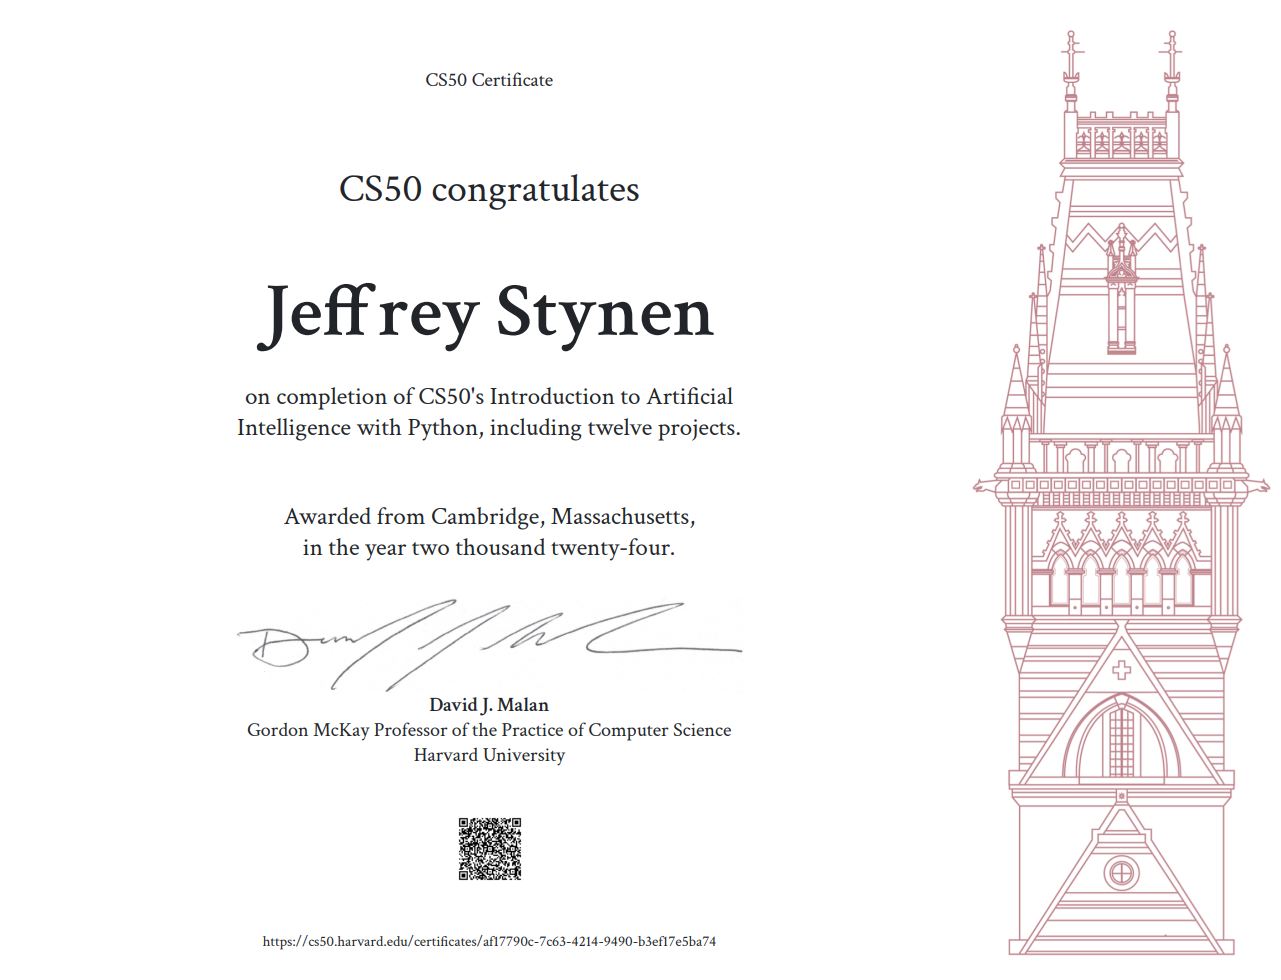 CS50 Certificate
CS50 congratulates
Jeffrey Stynen
on completion of CS50's Introduction to Artificial
Intelligence with Python, including twelve projects.
Awarded from Cambridge, Massachusetts,
in the year two thousand twenty-four.
David J. Malan
Gordon McKay Professor of the Practice of Computer Science
Harvard University
https://cs50.harvard.edu/certificates/af17790c-7c63-4214-9490-b3ef17e5ba74